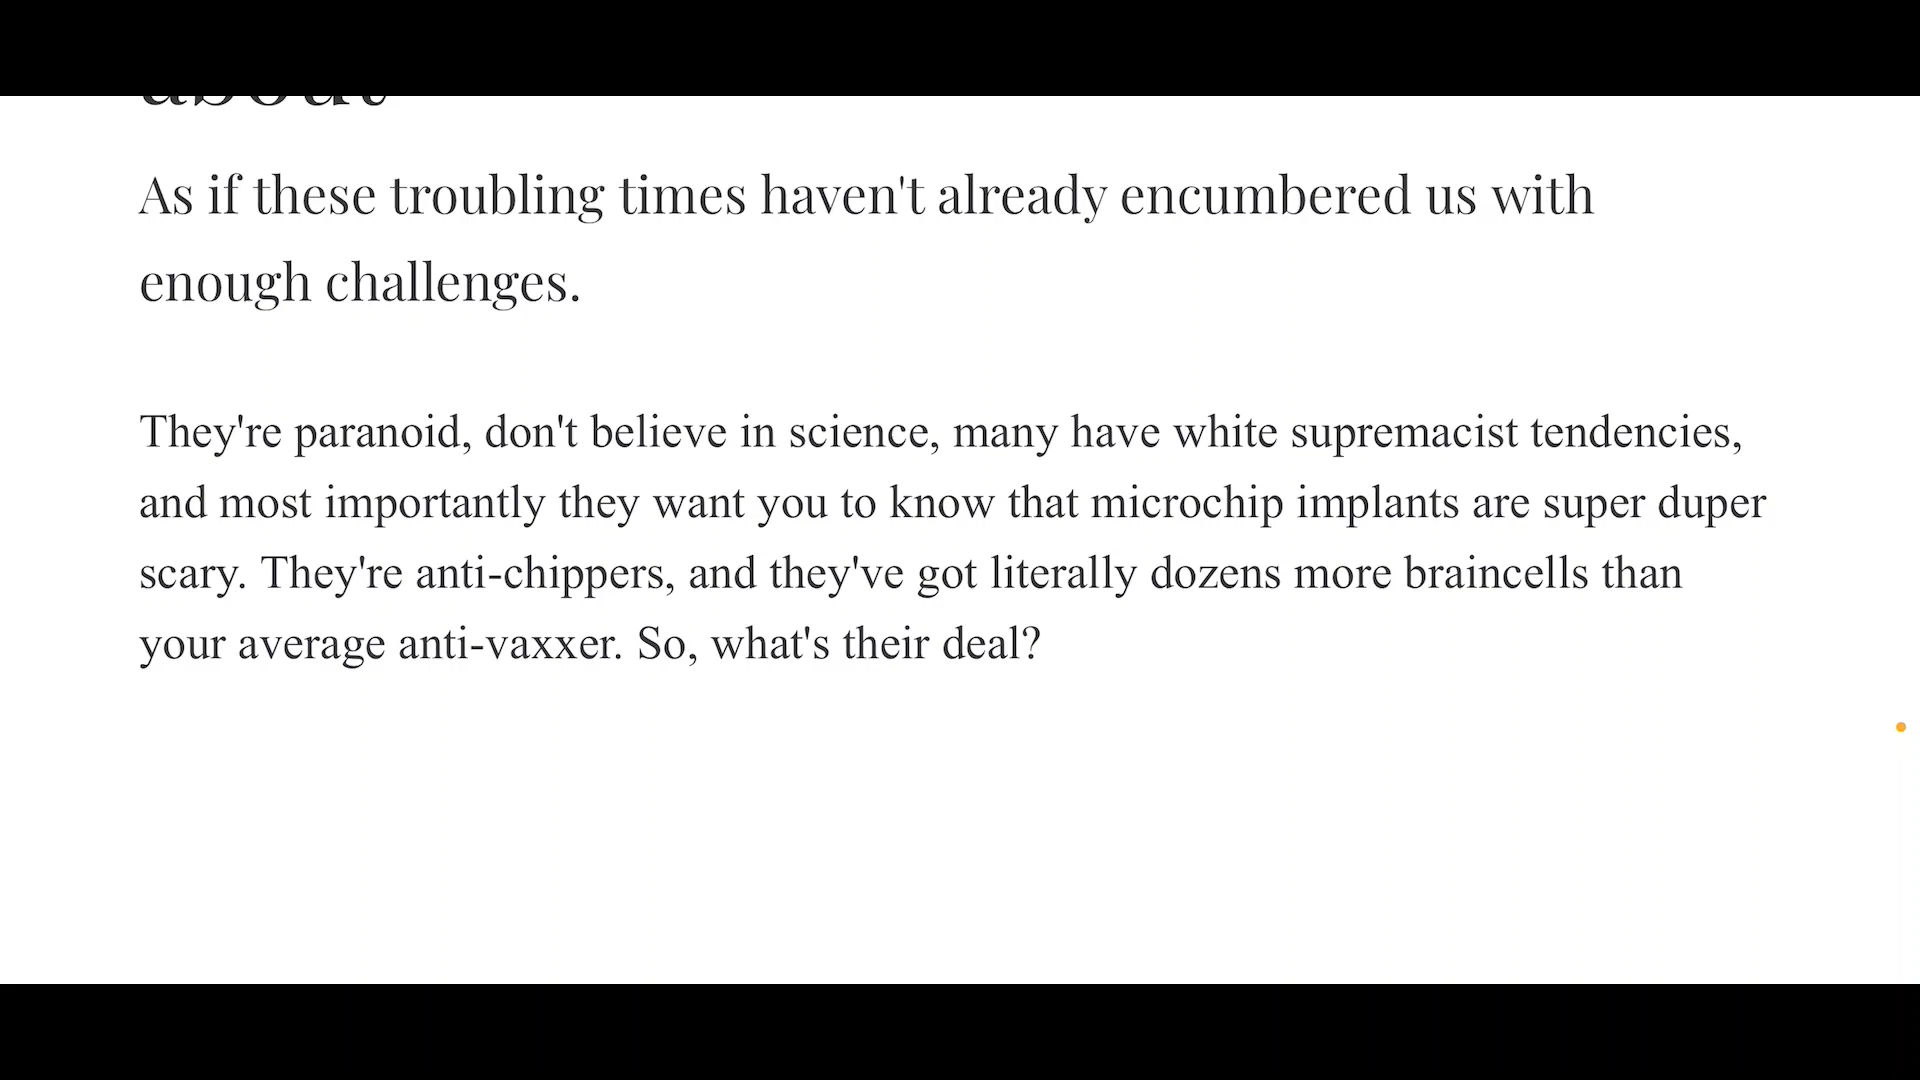 about
As if these troubling times haven't already encumbered us with
enough challenges.
They're paranoid, don't believe in science, many have white supremacist tendencies,
and most importantly they want you to know that microchip implants are super duper
scary. They're anti-chippers, and they've got literally dozens more braincells than
your average anti-vaxxer. So, what's their deal?